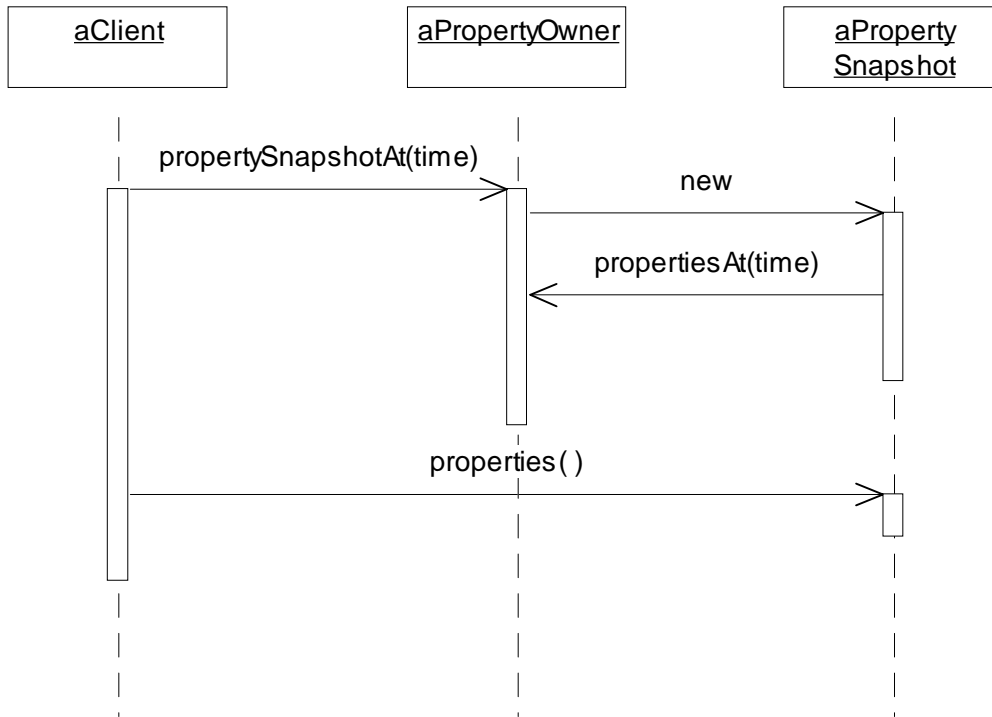 aClient
aPropertyOwner
aProperty
Snapshot
propertySnapshotAt(time)
new
propertiesAt(time)
properties( )